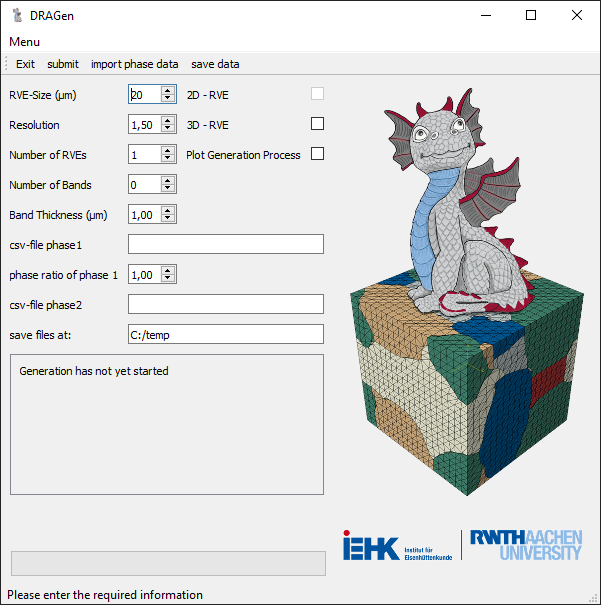 DRAGen
Menu
Exit submit import phase data save data
RVE-Size (µm) 20 2D - RVE
Resolution 1,50 3D - RVE
Number of RVEs 1 Plot Generation Process
Number of Bands 0
Band Thickness (µm) 1,00
csv-file phase1
phase ratio of phase 1 1,00
csv-file phase2
save files at: C:/temp
Generation has not yet started
iEHK Institut für
Eisenhüttenkunde
RWTHAACHEN
UNIVERSITY
Please enter the required information